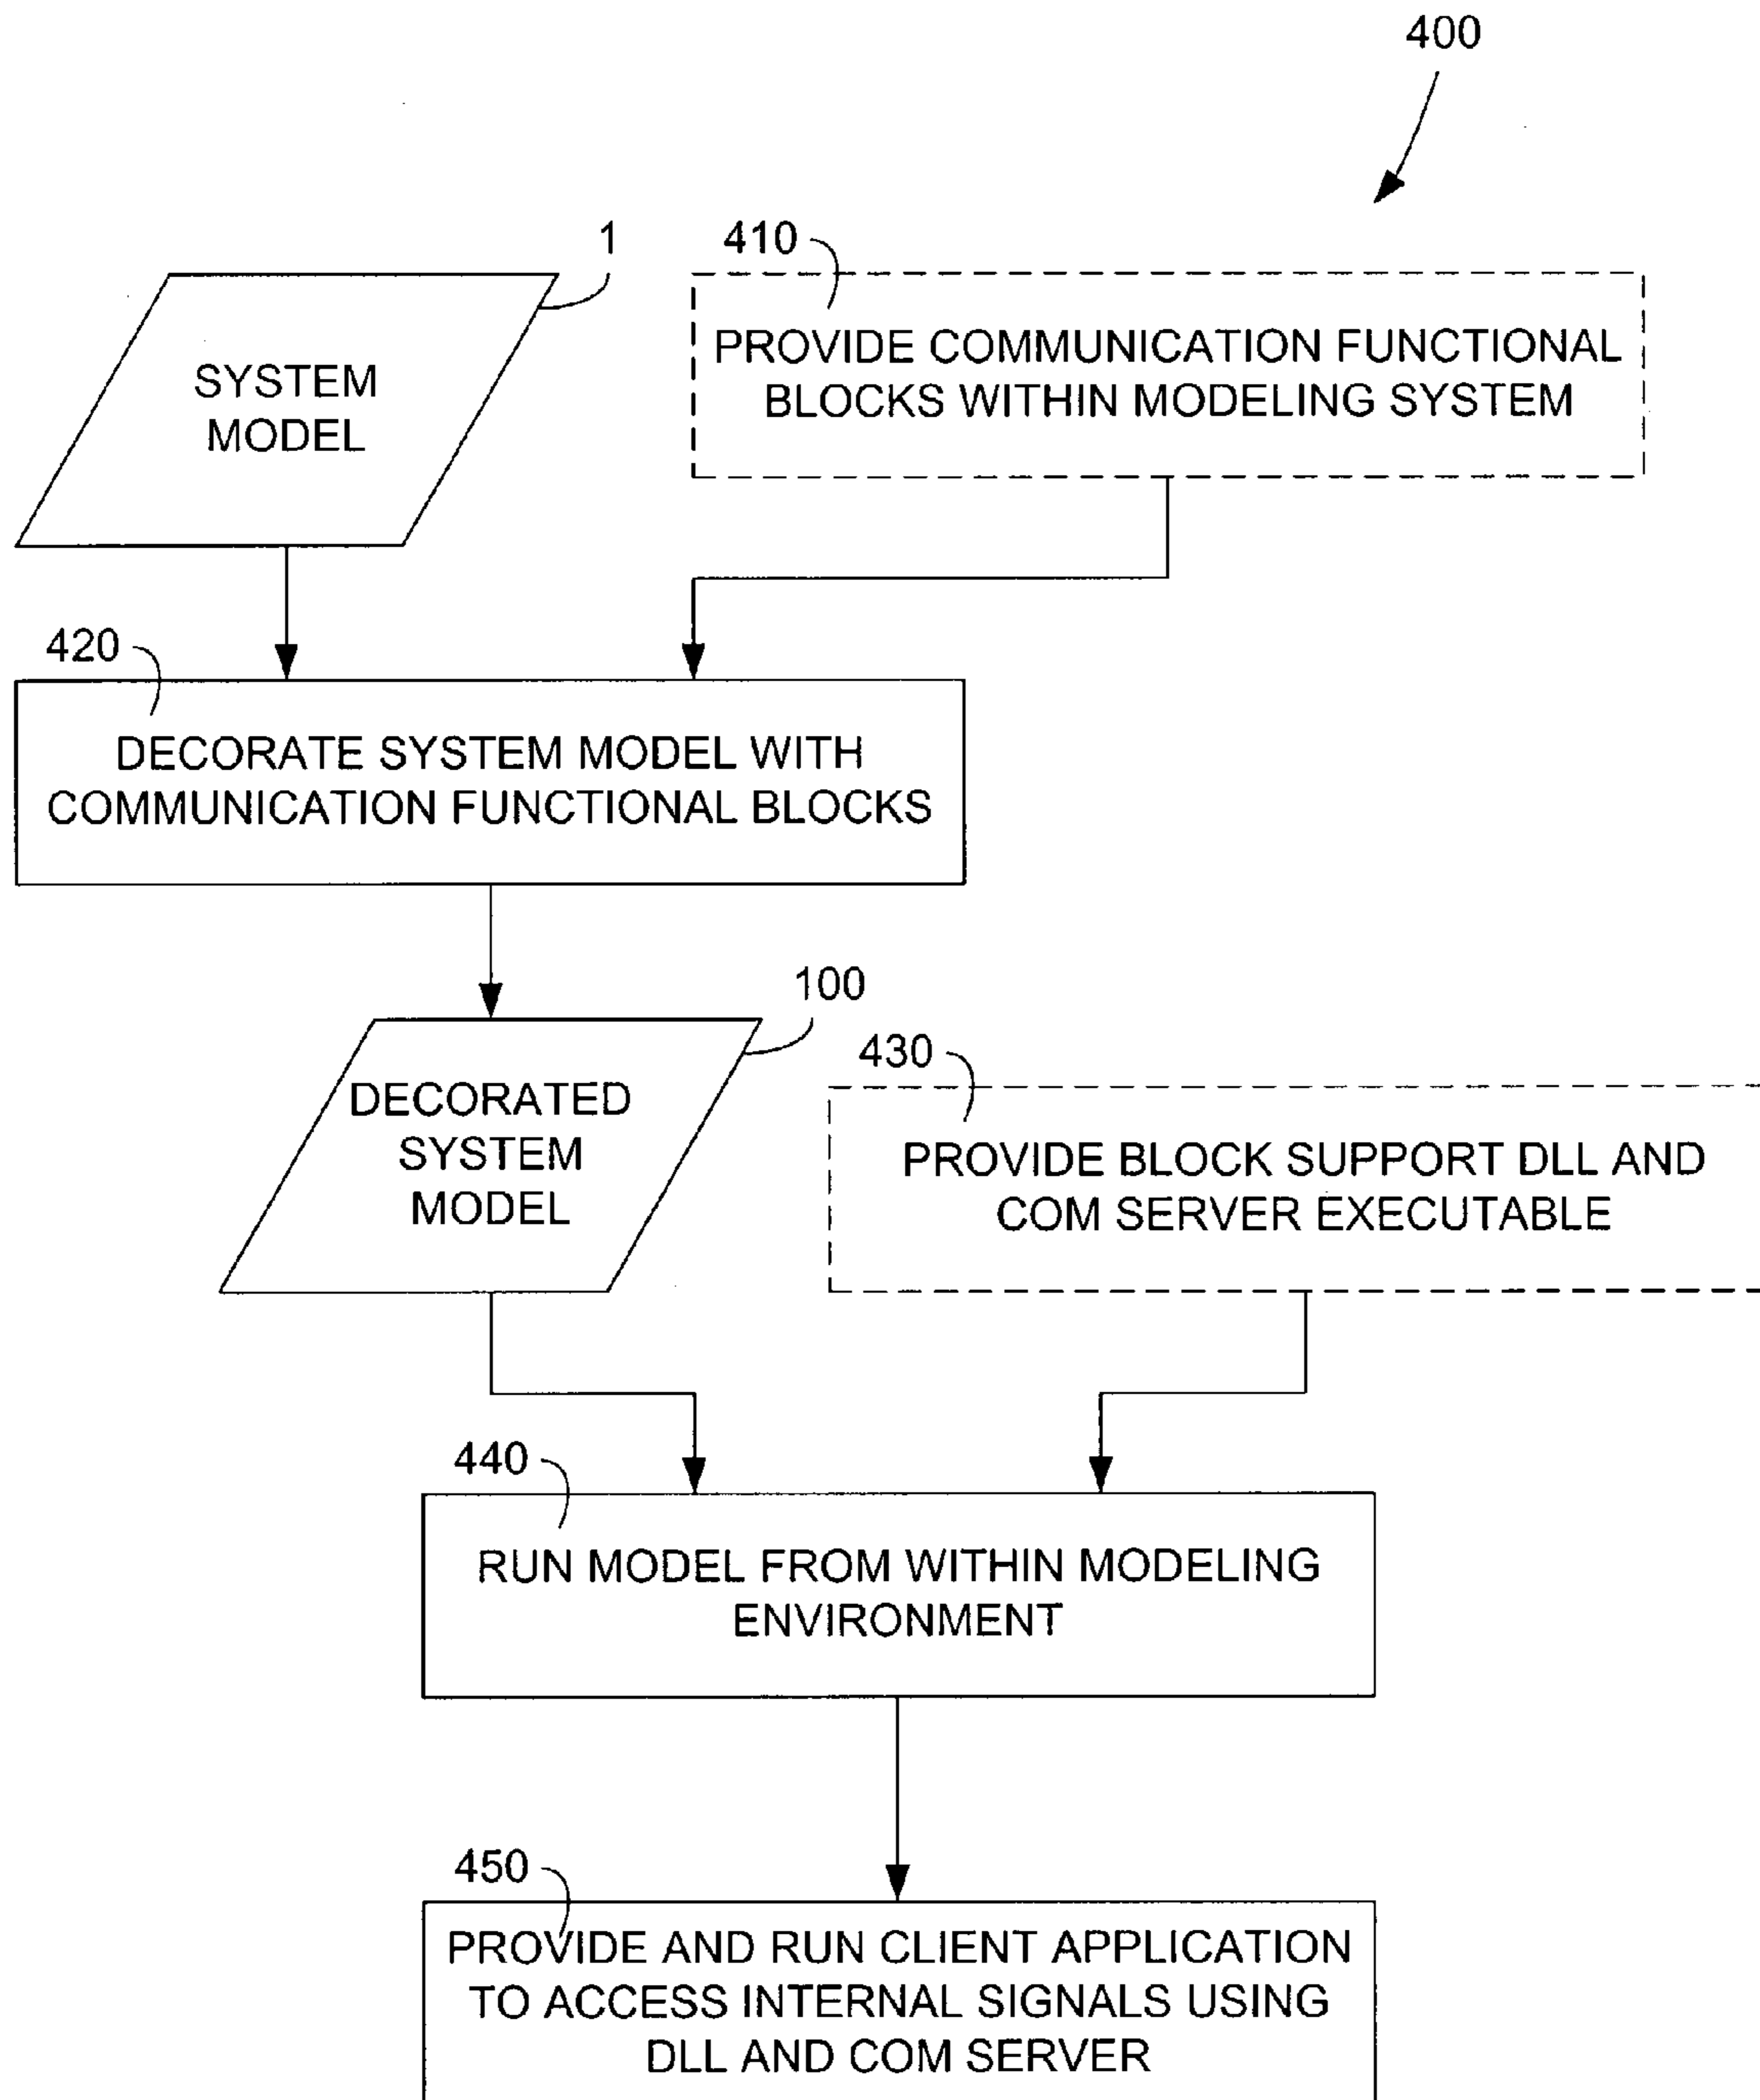 400
1
410
SYSTEM
MODEL
PROVIDE COMMUNICATION FUNCTIONAL
BLOCKS WITHIN MODELING SYSTEM
420
DECORATE SYSTEM MODEL WITH
COMMUNICATION FUNCTIONAL BLOCKS
100
DECORATED
SYSTEM
MODEL
430
PROVIDE BLOCK SUPPORT DLL AND
COM SERVER EXECUTABLE
440
RUN MODEL FROM WITHIN MODELING
ENVIRONMENT
450
PROVIDE AND RUN CLIENT APPLICATION
TO ACCESS INTERNAL SIGNALS USING
DLL AND COM SERVER